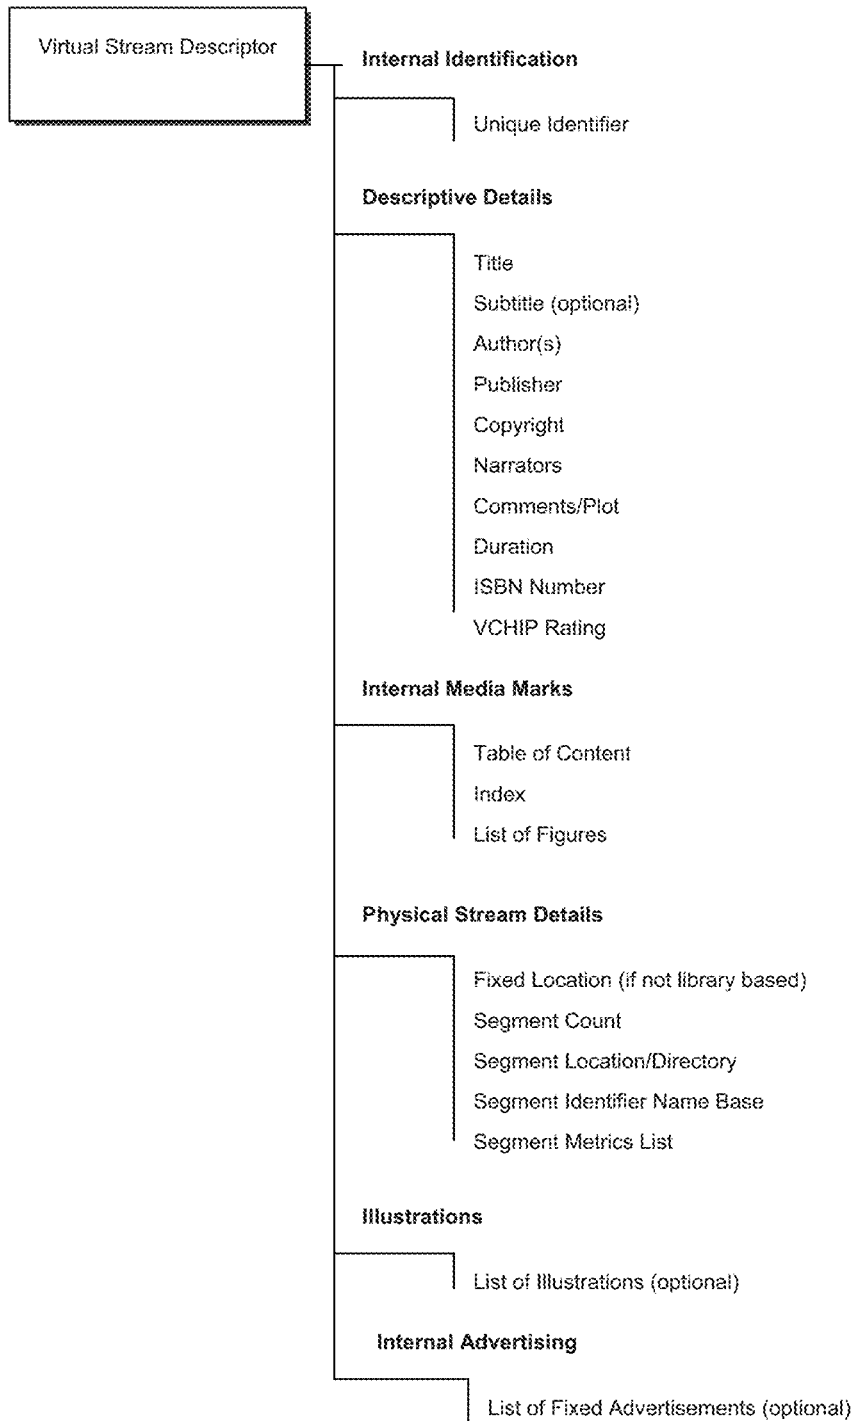 Virtual Stream Descriptor
Internal Identification
Unique Identifier
Descriptive Details
Title
Subtitle (optional)
Author(s)
Publisher
Copyright
Narrators
Comments/Plot
Duration
ISBN Number
VCHIP Rating
Internal Media Marks
Table of Content
Index
List of Figures
Physical Stream Details
Fixed Location (if not library based)
Segment Count
Segment Location/Directory
Segment Identifier Name Base
Segment Metrics List
Illustrations
List of Illustrations (optional)
Internal Advertising
List of Fixed Advertisements (optional)